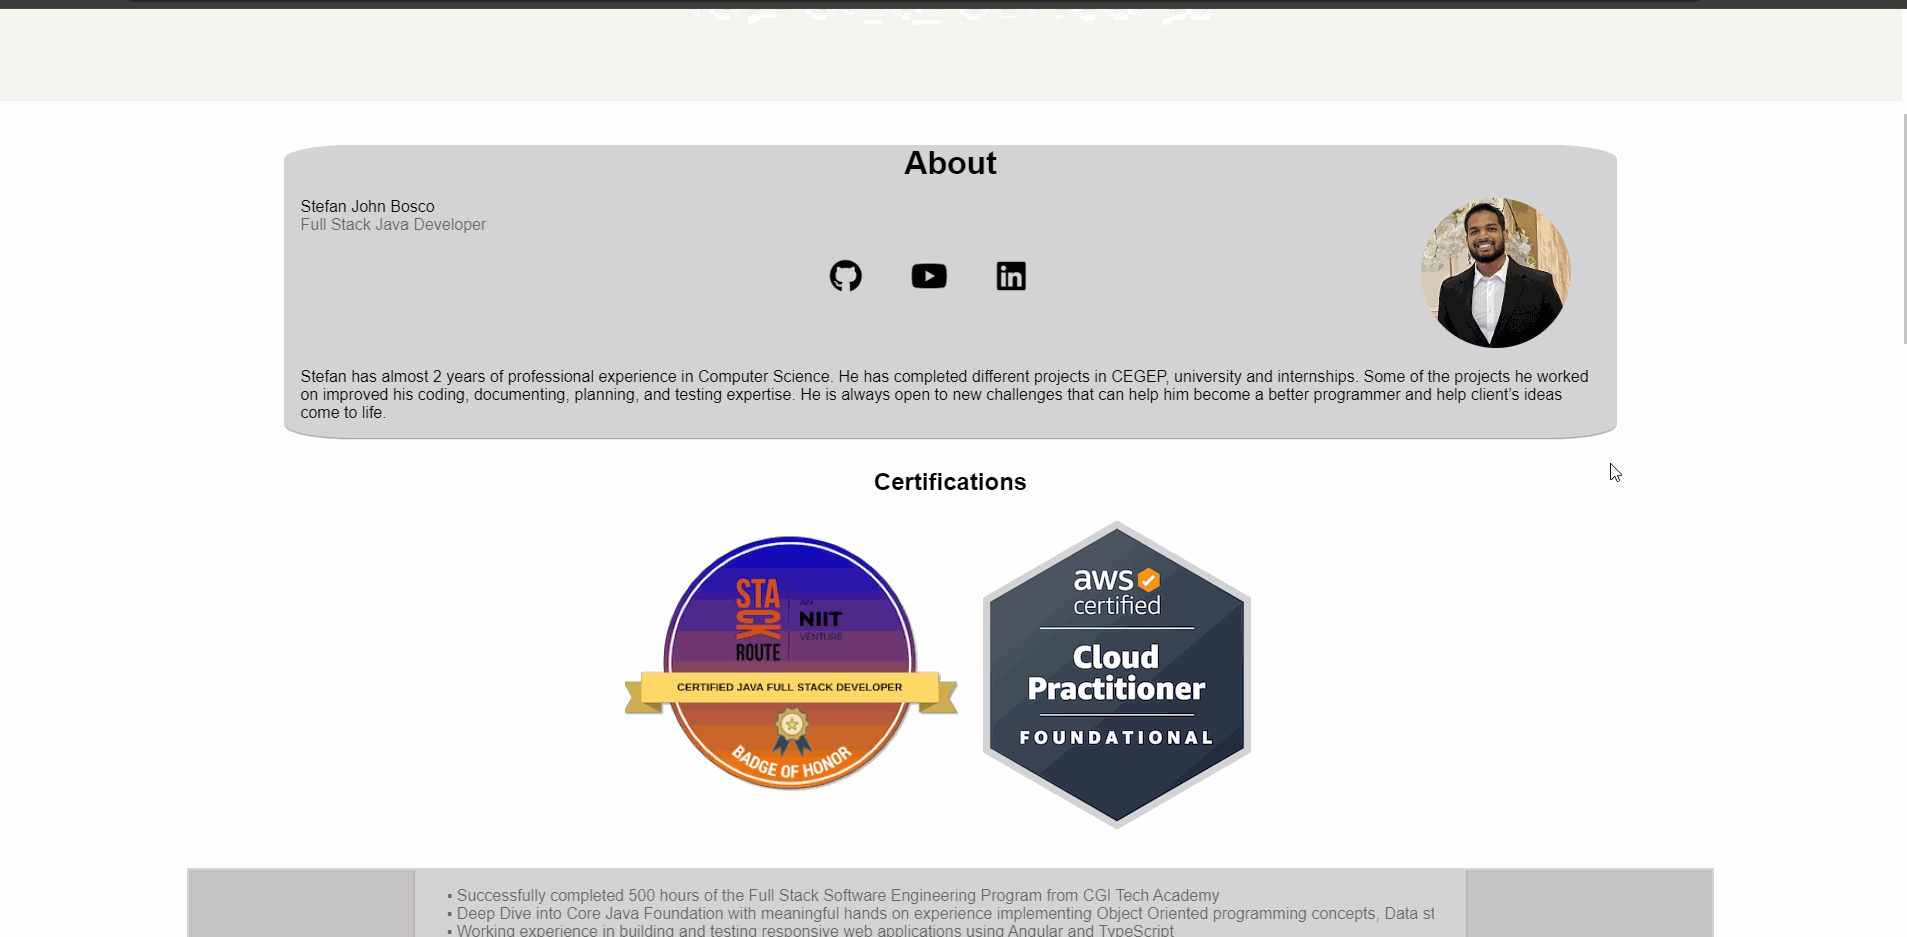 About
Stefan John Bosco
Full Stack Java Developer
in
Stefan has almost 2 years of professional experience in Computer Science. He has completed different projects in CEGEP, university and internships. Some of the projects he worked
on improved his coding, documenting, planning, and testing expertise. He is always open to new challenges that can help him become a better programmer and help client's ideas
come to life.
Certifications
STA
CK
ROUTE
AN
NIIT
VENTURE
CERTIFIED JAVA FULL STACK DEVELOPER
BADGE OF HONOR
aws
certified
Cloud
Practitioner
FOUNDATIONAL
▪ Successfully completed 500 hours of the Full Stack Software Engineering Program from CGI Tech Academy
▪ Deep Dive into Core Java Foundation with meaningful hands on experience implementing Object Oriented programming concepts, Data st
▪ Working experience in building and testing responsive web applications using Angular and TypeScript